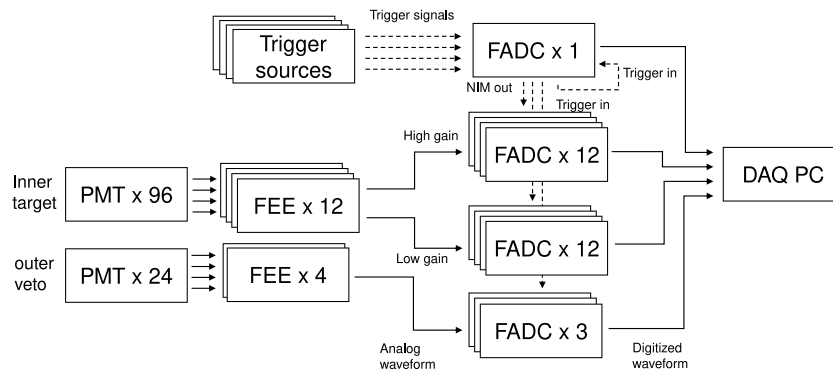 Trigger signals
Trigger
sources
FADC x 1
Trigger in
NIM out
Trigger in
High gain
FADC x 12
DAQ PC
Inner
target
PMT x 96
FEE x 12
FADC x 12
Low gain
outer
veto
PMT x 24
FEE x 4
FADC x 3
Analog
waveform
Digitized
waveform